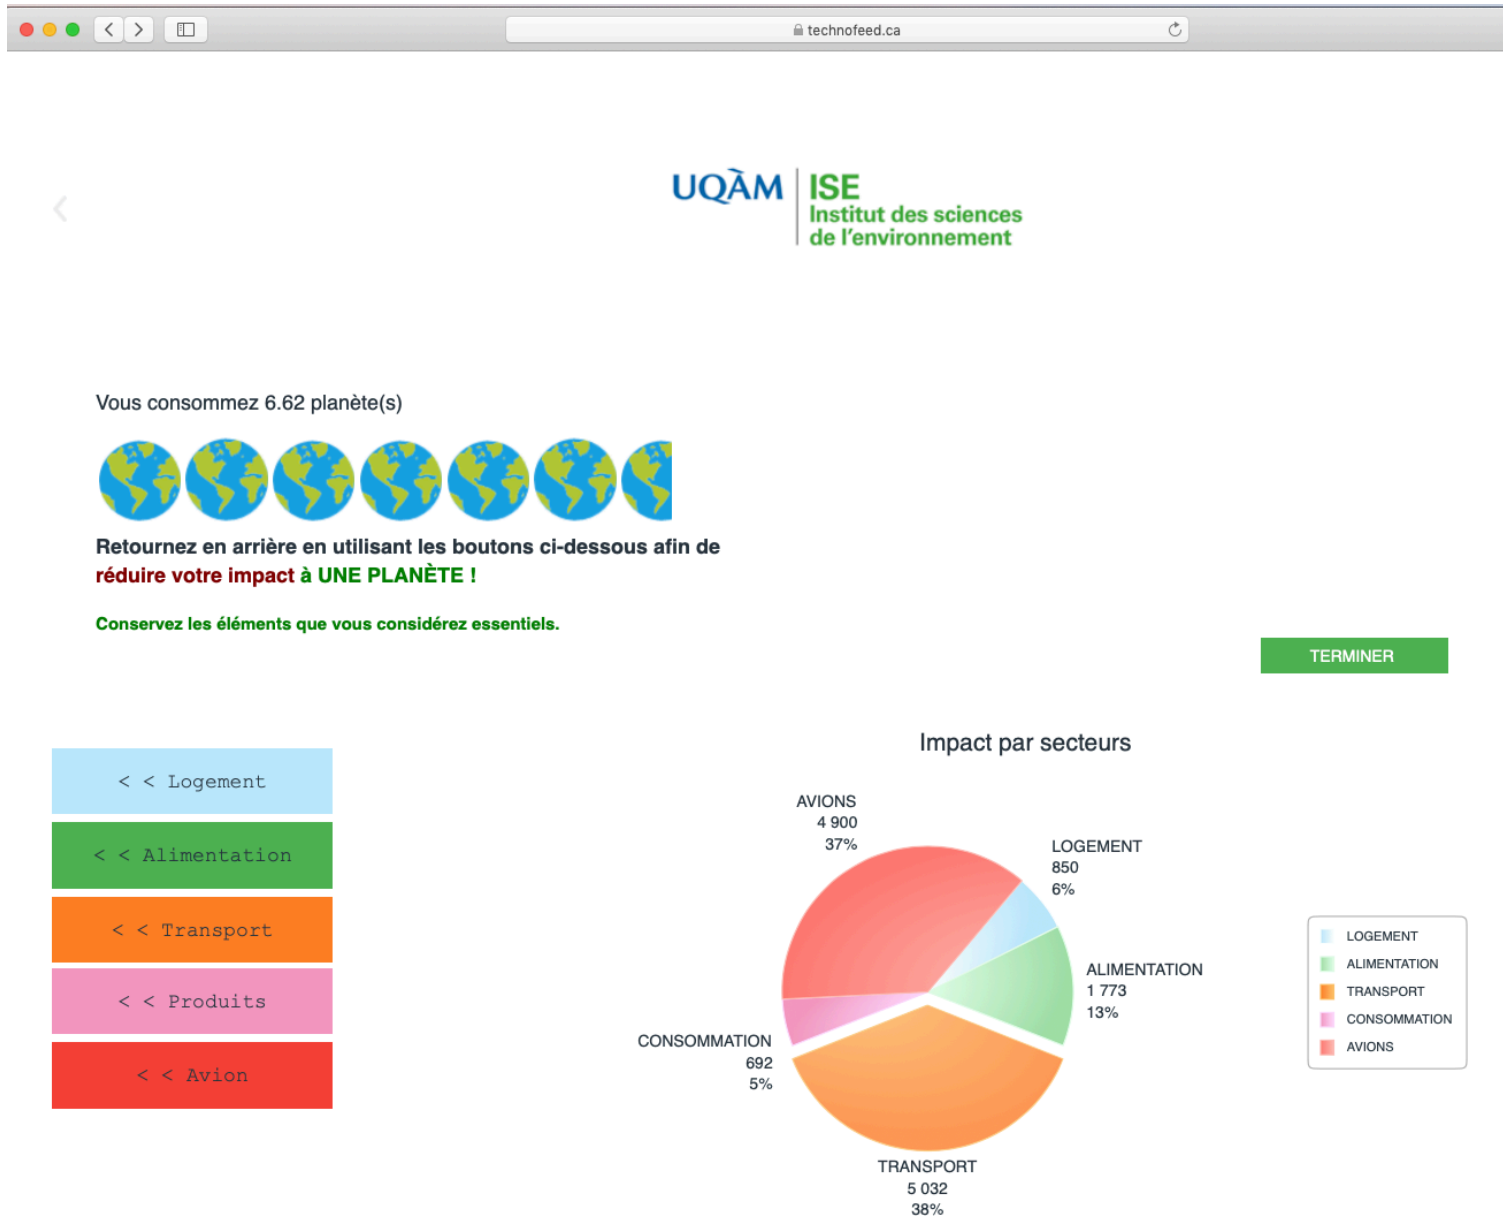 technofeed.ca
UQÀM
ISE
Institut des sciences
de l'environnement
Vous consommez 6.62 planète(s)
Retournez en arrière en utilisant les boutons ci-dessous afin de
réduire votre impact à UNE PLANÈTE !
Conservez les éléments que vous considérez essentiels.
TERMINER
< < Logement
< < Alimentation
< < Transport
< < Produits
< < Avion
Impact par secteurs
AVIONS
4 900
37%
LOGEMENT
850
6%
ALIMENTATION
1 773
13%
CONSOMMATION
692
5%
TRANSPORT
5 032
38%
LOGEMENT
ALIMENTATION
TRANSPORT
CONSOMMATION
AVIONS